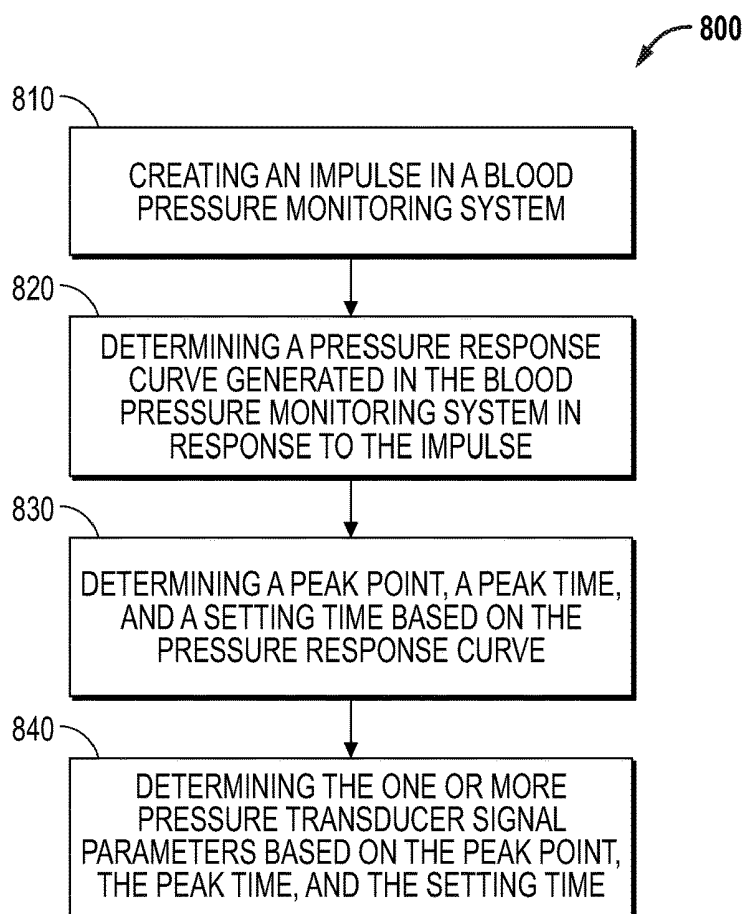 800
810
CREATING AN IMPULSE IN A BLOOD
PRESSURE MONITORING SYSTEM
820
DETERMINING A PRESSURE RESPONSE
CURVE GENERATED IN THE BLOOD
PRESSURE MONITORING SYSTEM IN
RESPONSE TO THE IMPULSE
830
DETERMINING A PEAK POINT, A PEAK TIME,
AND A SETTING TIME BASED ON THE
PRESSURE RESPONSE CURVE
840
DETERMINING THE ONE OR MORE
PRESSURE TRANSDUCER SIGNAL
PARAMETERS BASED ON THE PEAK POINT,
THE PEAK TIME, AND THE SETTING TIME